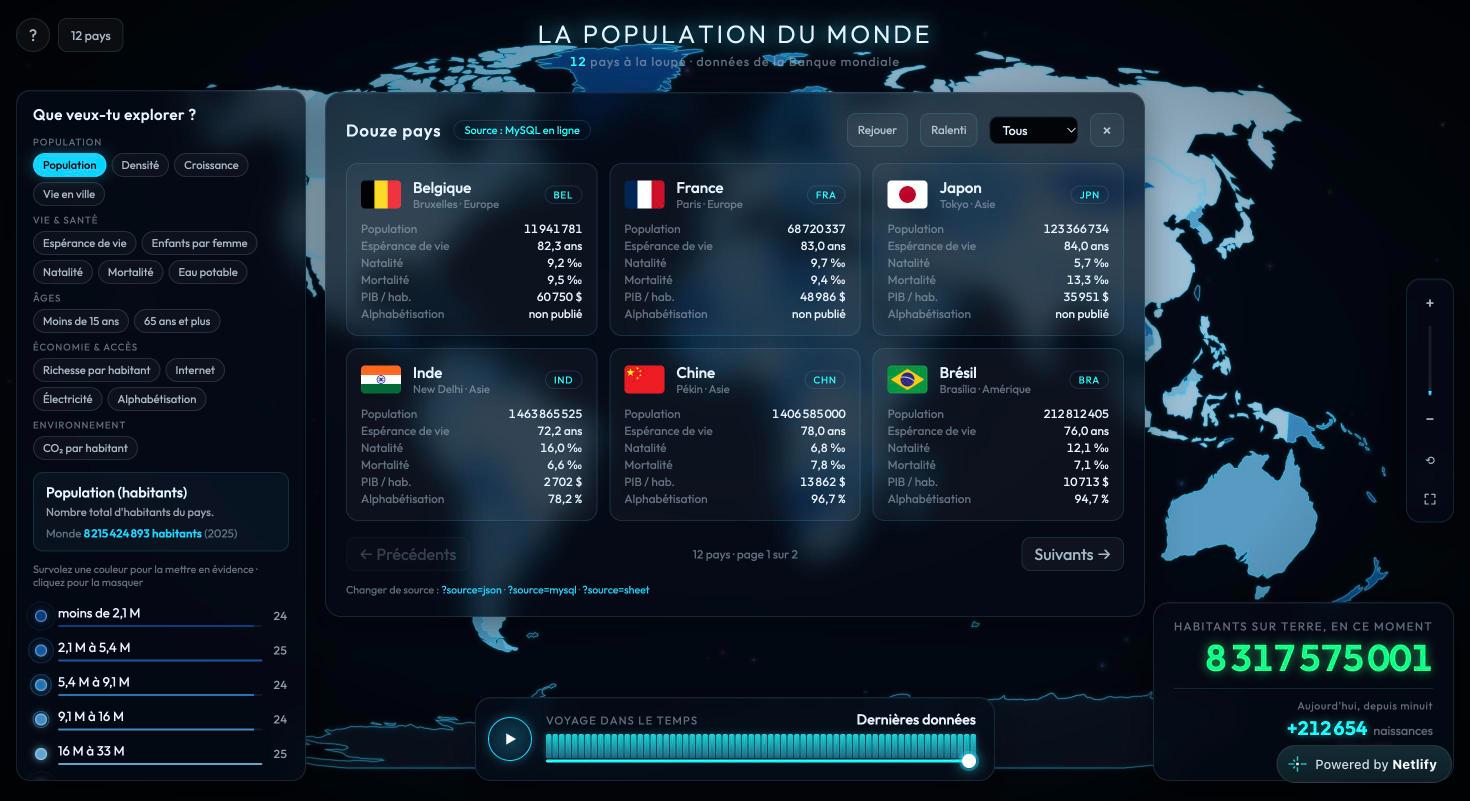 ?
12 pays
LA POPULATION DU MONDE
12 pays à la loupe · données de la Banque mondiale
Que veux-tu explorer ?
POPULATION
Population Densité Croissance
Vie en ville
VIE & SANTÉ
Espérance de vie Enfants par femme
Natalité Mortalité Eau potable
ÂGES
Moins de 15 ans 65 ans et plus
ÉCONOMIE & ACCÈS
Richesse par habitant Internet
Électricité Alphabétisation
ENVIRONNEMENT
CO₂ par habitant
Population (habitants)
Nombre total d'habitants du pays.
Monde 8 215 424 893 habitants (2025)
Survolez une couleur pour la mettre en évidence ·
cliquez pour la masquer
moins de 2,1 M 24
2,1 M à 5,4 M 25
5,4 M à 9,1 M 24
9,1 M à 16 M 24
16 M à 33 M 25
Douze pays Source : MySQL en ligne Rejouer Ralenti Tous ×
Belgique BEL
Bruxelles · Europe
Population 11 941 781
Espérance de vie 82,3 ans
Natalité 9,2 ‰
Mortalité 9,5 ‰
PIB / hab. 60 750 $
Alphabétisation non publié
France FRA
Paris · Europe
Population 68 720 337
Espérance de vie 83,0 ans
Natalité 9,7 ‰
Mortalité 9,4 ‰
PIB / hab. 48 986 $
Alphabétisation non publié
Japon JPN
Tokyo · Asie
Population 123 366 734
Espérance de vie 84,0 ans
Natalité 5,7 ‰
Mortalité 13,3 ‰
PIB / hab. 35 951 $
Alphabétisation non publié
Inde IND
New Delhi · Asie
Population 1 463 865 525
Espérance de vie 72,2 ans
Natalité 16,0 ‰
Mortalité 6,6 ‰
PIB / hab. 2 702 $
Alphabétisation 78,2 %
Chine CHN
Pékin · Asie
Population 1 406 585 000
Espérance de vie 78,0 ans
Natalité 6,8 ‰
Mortalité 7,8 ‰
PIB / hab. 13 862 $
Alphabétisation 96,7 %
Brésil BRA
Brasília · Amérique
Population 212 812 405
Espérance de vie 76,0 ans
Natalité 12,1 ‰
Mortalité 7,1 ‰
PIB / hab. 10 713 $
Alphabétisation 94,7 %
← Précédents 12 pays · page 1 sur 2 Suivants →
Changer de source : ?source=json · ?source=mysql · ?source=sheet
+
−
VOYAGE DANS LE TEMPS Dernières données
HABITANTS SUR TERRE, EN CE MOMENT
8 317 575 001
Aujourd'hui, depuis minuit
+212 654 naissances
Powered by Netlify